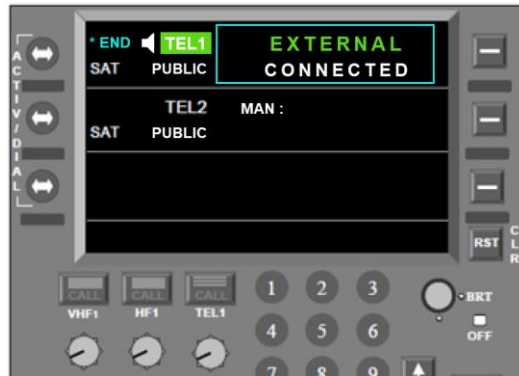 * END TEL1 EXTERNAL
SAT PUBLIC CONNECTED
TEL2 MAN :
SAT PUBLIC
ACTIV/DIAL
RST
CLR
CALL CALL CALL
VHF1 HF1 TEL1
1 2 3
BRT
OFF
4 5 6
7 8 9